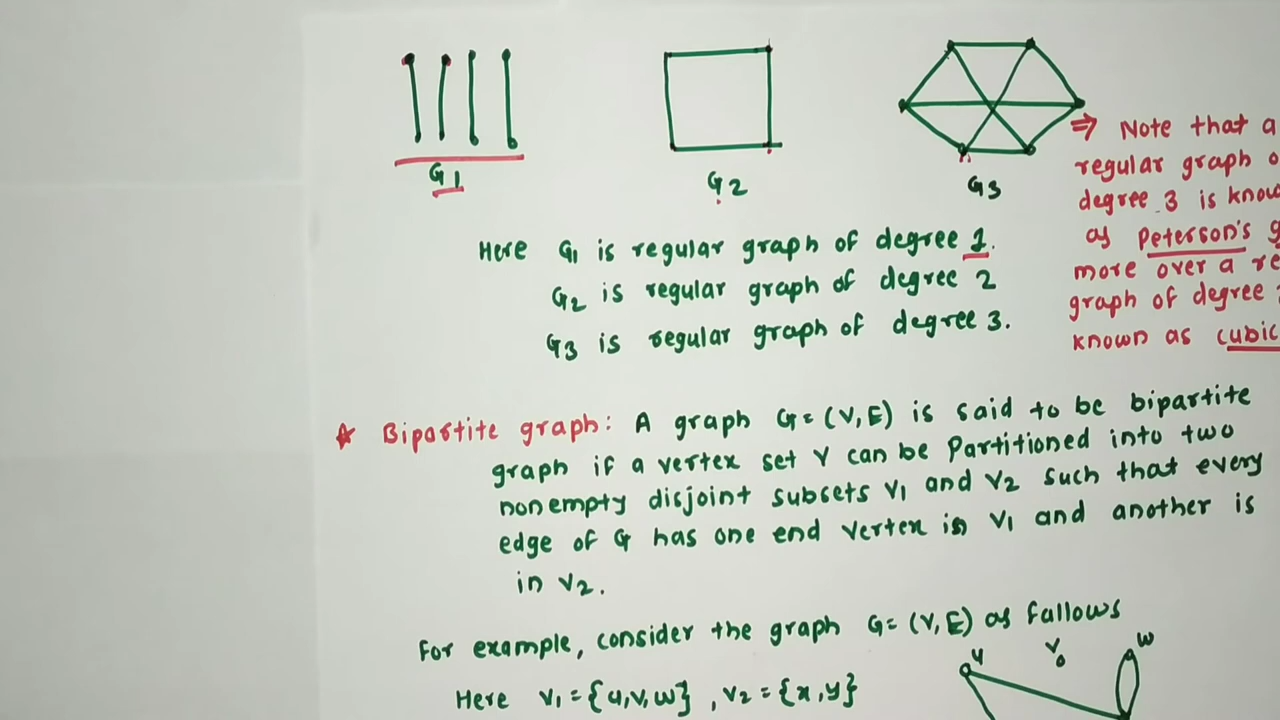 G1
G2
G3
⇒ Note that a
regular graph o
degree 3 is know
as Peterson's g
more over a re
graph of degree
known as cubic
Here G1 is regular graph of degree 1.
G2 is regular graph of degree 2
G3 is regular graph of degree 3.
☆ Bipartite graph: A graph G=(V,E) is said to be bipartite
graph if a vertex set V can be Partitioned into two
nonempty disjoint subsets V1 and V2 such that every
edge of G has one end vertex in V1 and another is
in V2.
For example, consider the graph G=(V,E) as follows
Here V1={u,v,w}, V2={x,y}
u
v
w